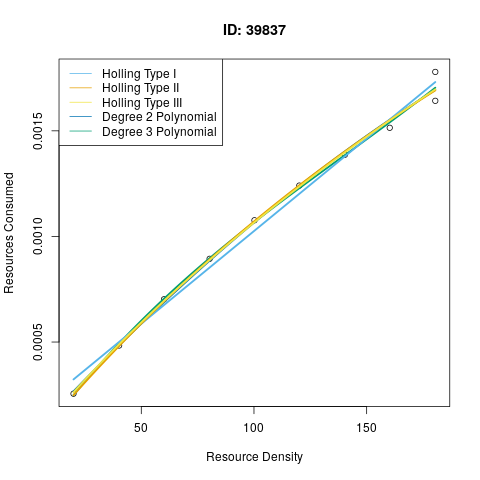 ID: 39837
Holling Type I
Holling Type II
Holling Type III
Degree 2 Polynomial
Degree 3 Polynomial
Resources Consumed
0.0015
0.0010
0.0005
50 100 150
Resource Density